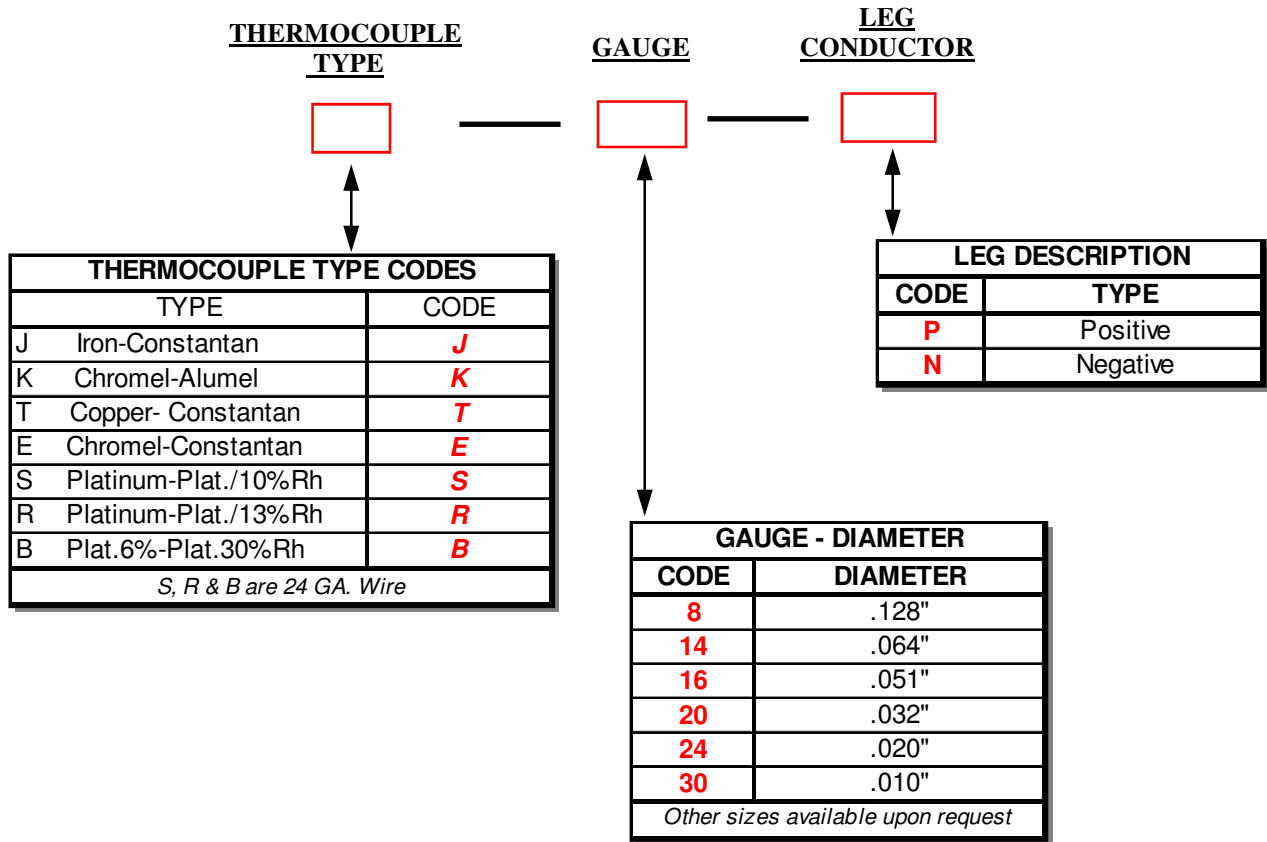 THERMOCOUPLE
TYPE
GAUGE
LEG
CONDUCTOR
THERMOCOUPLE TYPE CODES
TYPE CODE
J Iron-Constantan J
K Chromel-Alumel K
T Copper- Constantan T
E Chromel-Constantan E
S Platinum-Plat./10%Rh S
R Platinum-Plat./13%Rh R
B Plat.6%-Plat.30%Rh B
S, R & B are 24 GA. Wire
LEG DESCRIPTION
CODE TYPE
P Positive
N Negative
GAUGE - DIAMETER
CODE DIAMETER
8 .128"
14 .064"
16 .051"
20 .032"
24 .020"
30 .010"
Other sizes available upon request